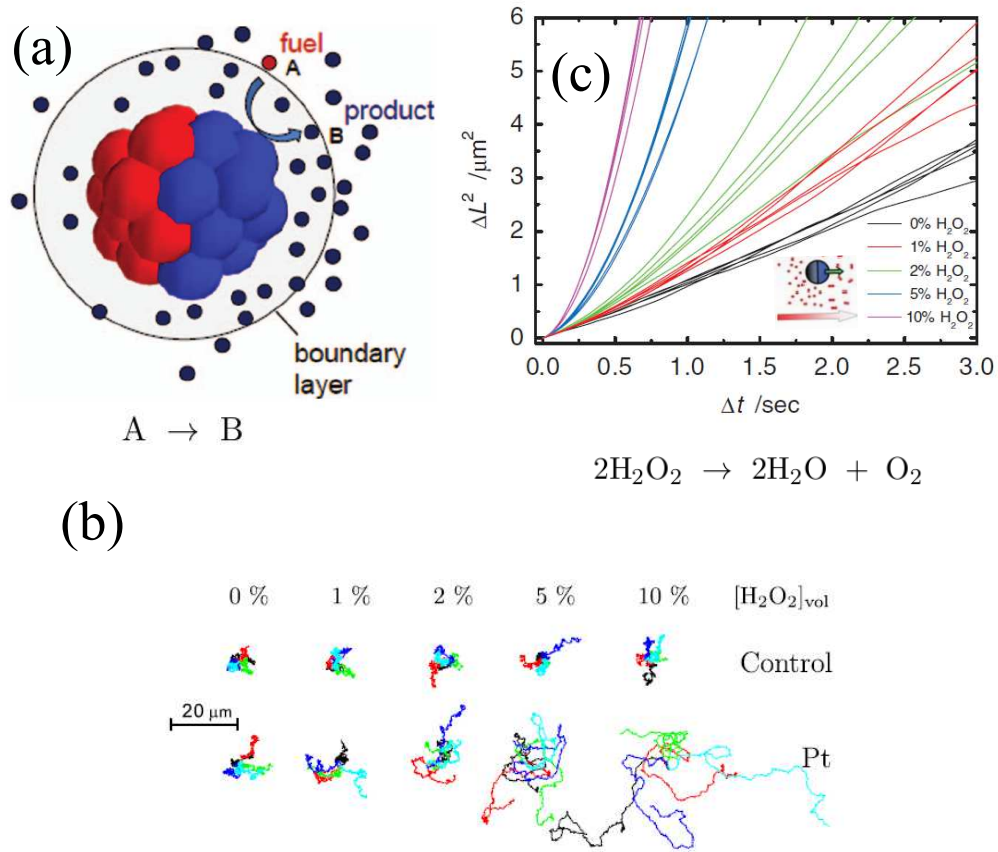 (a)
fuel
A
product
B
boundary
layer
A → B
(c)
ΔL² /μm²
6
5
4
3
2
1
0
0% H₂O₂
1% H₂O₂
2% H₂O₂
5% H₂O₂
10% H₂O₂
0.0 0.5 1.0 1.5 2.0 2.5 3.0
Δt /sec
2H₂O₂ → 2H₂O + O₂
(b)
0 % 1 % 2 % 5 % 10 % [H₂O₂]vol
Control
20 μm
Pt